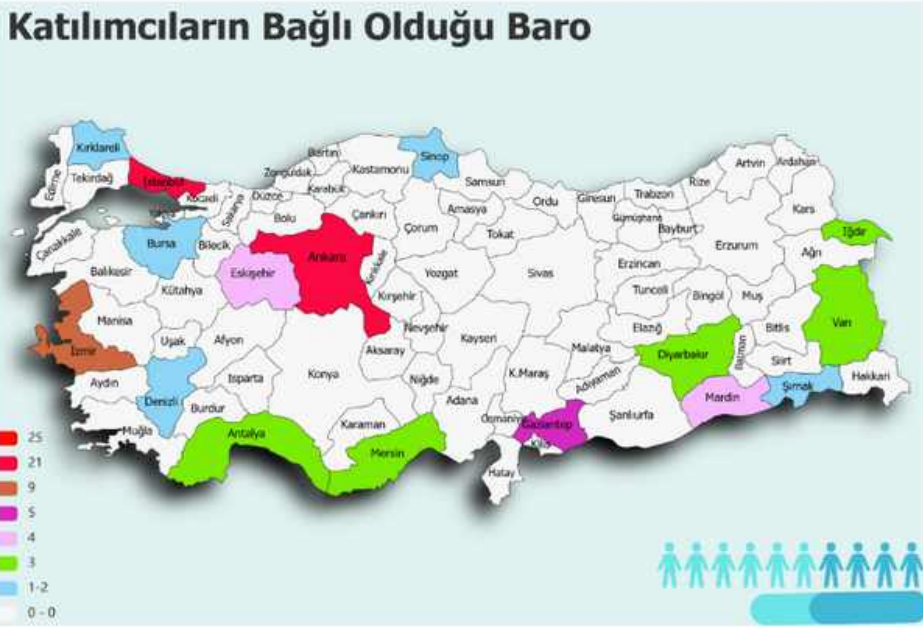 Katılımcıların Bağlı Olduğu Baro
Kırklareli
Edirne
Tekirdağ
İstanbul
Kocaeli
Yalova
Sakarya
Düzce
Zonguldak
Bartın
Karabük
Kastamonu
Sinop
Samsun
Bolu
Çankırı
Çorum
Amasya
Tokat
Ordu
Giresun
Trabzon
Rize
Artvin
Ardahan
Kars
Gümüşhane
Bayburt
Erzurum
Iğdır
Ağrı
Çanakkale
Balıkesir
Bursa
Bilecik
Eskişehir
Ankara
Kırıkkale
Kırşehir
Yozgat
Sivas
Erzincan
Tunceli
Bingöl
Muş
Bitlis
Van
Kütahya
Manisa
İzmir
Uşak
Afyon
Konya
Aksaray
Nevşehir
Kayseri
Malatya
Elazığ
Diyarbakır
Batman
Siirt
Şırnak
Hakkari
Aydın
Denizli
Isparta
Burdur
Muğla
Antalya
Karaman
Mersin
Niğde
Adana
K.Maraş
Adıyaman
Osmaniye
Gaziantep
Kilis
Hatay
Şanlıurfa
Mardin
25
21
9
5
4
3
1-2
0 - 0